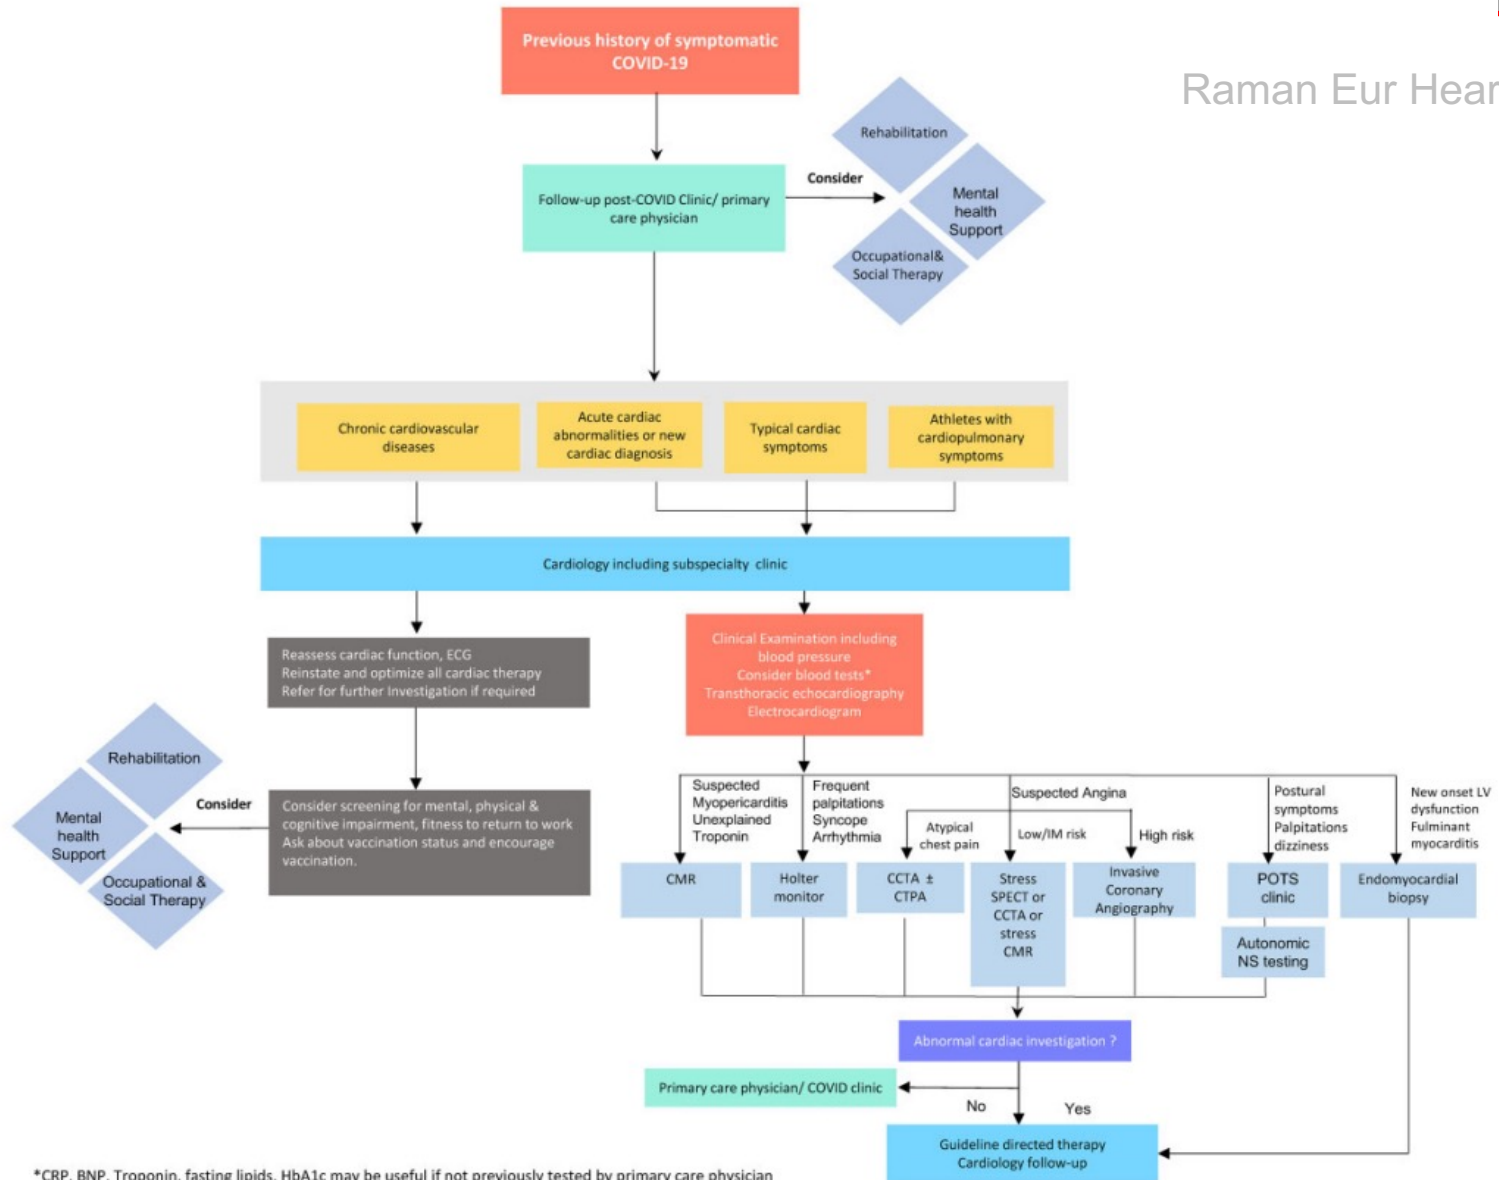 Previous history of symptomatic
COVID-19
Raman Eur Hear
Rehabilitation
Consider
Mental
health
Support
Follow-up post-COVID Clinic/ primary
care physician
Occupational&
Social Therapy
Chronic cardiovascular
diseases
Acute cardiac
abnormalities or new
cardiac diagnosis
Typical cardiac
symptoms
Athletes with
cardiopulmonary
symptoms
Cardiology including subspecialty clinic
Reassess cardiac function, ECG
Reinstate and optimize all cardiac therapy
Refer for further Investigation if required
Clinical Examination including
blood pressure
Consider blood tests*
Transthoracic echocardiography
Electrocardiogram
Rehabilitation
Mental
health
Support
Occupational &
Social Therapy
Consider
Consider screening for mental, physical &
cognitive impairment, fitness to return to work
Ask about vaccination status and encourage
vaccination.
Suspected
Myopericarditis
Unexplained
Troponin
Frequent
palpitations
Syncope
Arrhythmia
Suspected Angina
Atypical
chest pain
Low/IM risk
High risk
Postural
symptoms
Palpitations
dizziness
New onset LV
dysfunction
Fulminant
myocarditis
CMR
Holter
monitor
CCTA ±
CTPA
Stress
SPECT or
CCTA or
stress
CMR
Invasive
Coronary
Angiography
POTS
clinic
Autonomic
NS testing
Endomyocardial
biopsy
Abnormal cardiac investigation ?
Primary care physician/ COVID clinic
No
Yes
Guideline directed therapy
Cardiology follow-up
*CRP, BNP, Troponin, fasting lipids, HbA1c may be useful if not previously tested by primary care physician